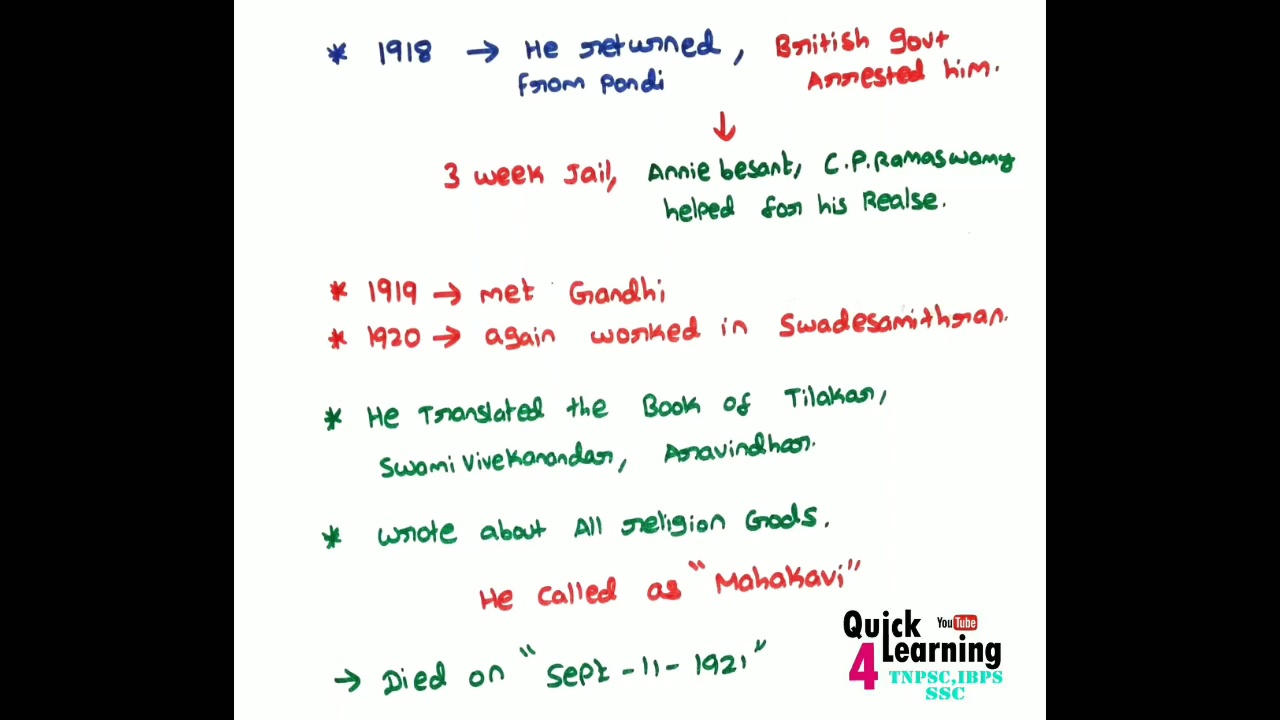 * 1918 → He returned, British govt
from pondi Arrested him.
↓
3 week Jail, Annie besant, C.P.Ramaswamy
helped for his Realse.
* 1919 → met Gandhi
* 1920 → again worked in Swadesamithran.
* He Translated the Book of Tilakar,
Swami Vivekanandar, Aravindhar.
* wrote about All religion Gods.
He called as "Mahakavi"
→ Died on "Sept-11-1921"
Quick YouTube
4 Learning
TNPSC,IBPS
SSC